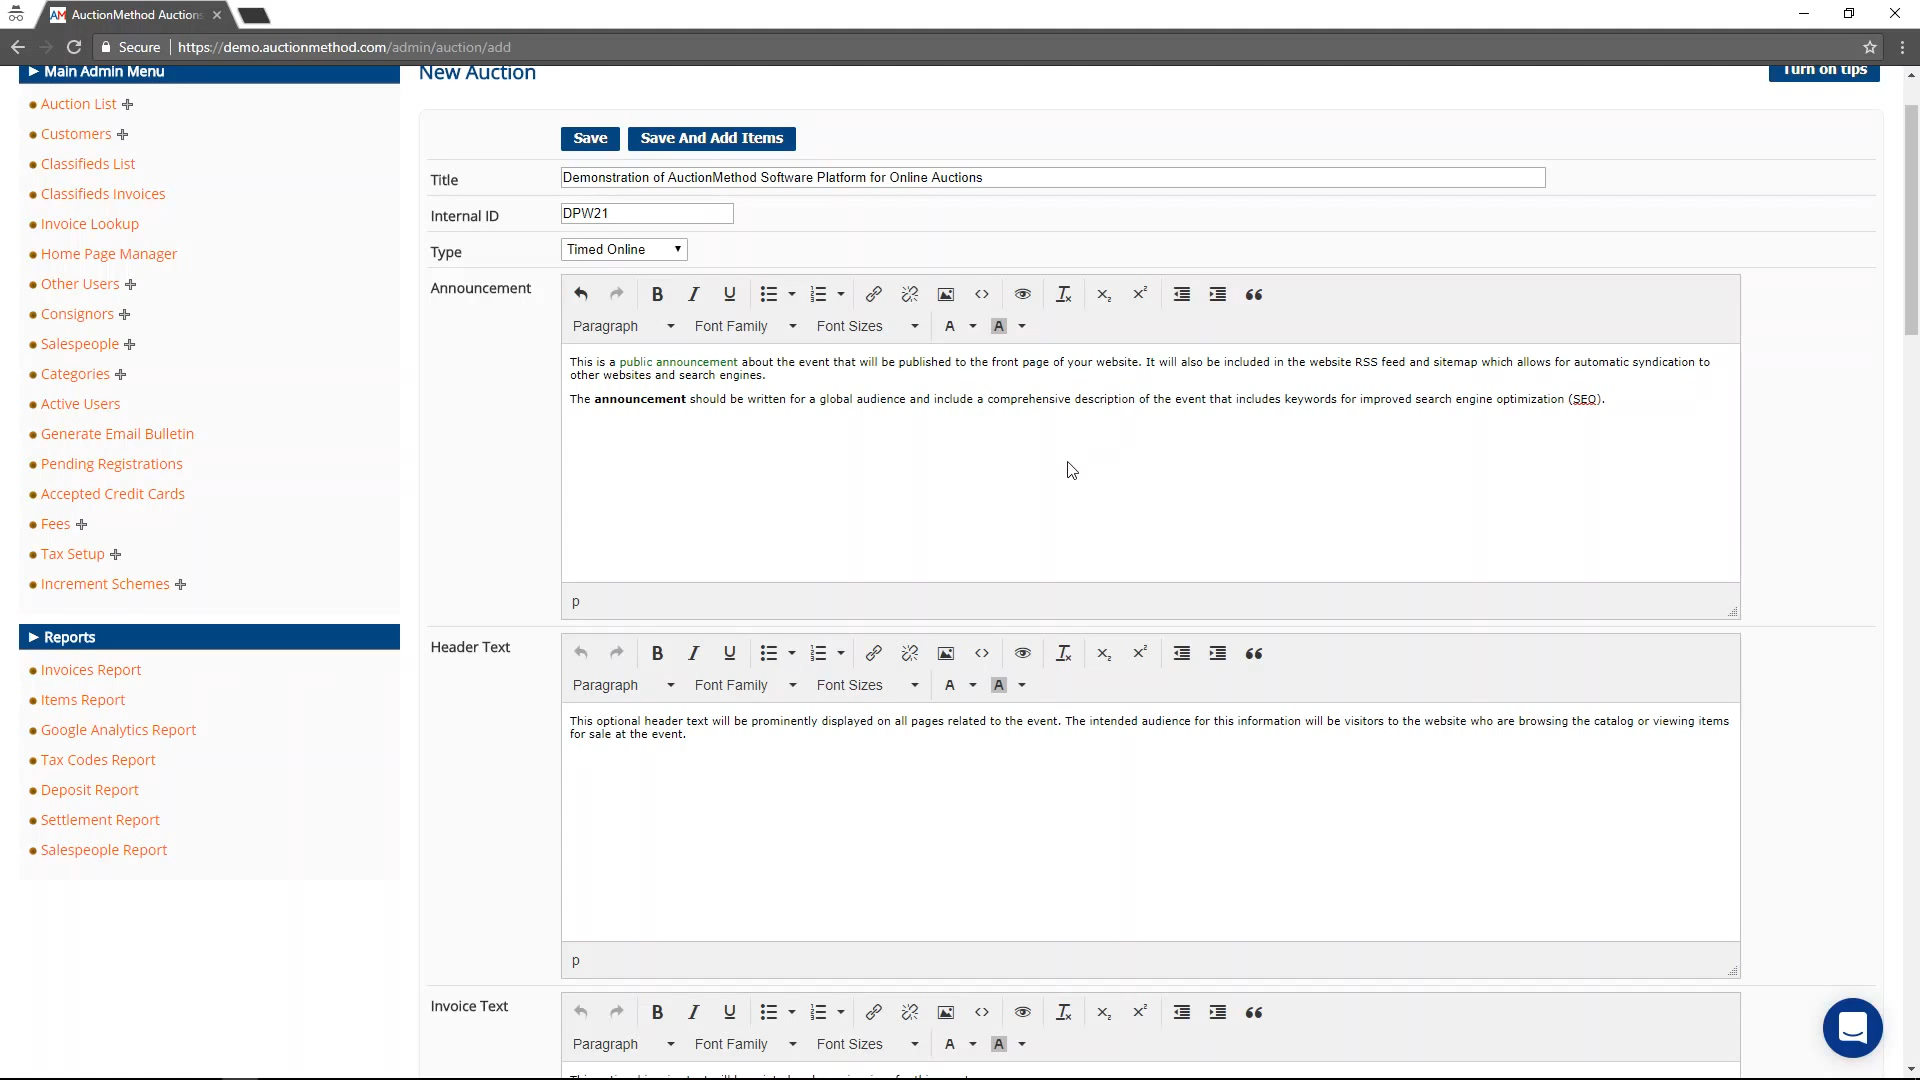 AuctionMethod Auctions
Secure
https://demo.auctionmethod.com/admin/auction/add
Main Admin Menu
Auction List
Customers
Classifieds List
Classifieds Invoices
Invoice Lookup
Home Page Manager
Other Users
Consignors
Salespeople
Categories
Active Users
Generate Email Bulletin
Pending Registrations
Accepted Credit Cards
Fees
Tax Setup
Increment Schemes
Reports
Invoices Report
Items Report
Google Analytics Report
Tax Codes Report
Deposit Report
Settlement Report
Salespeople Report
New Auction
Turn on tips
Save Save And Add Items
Title Demonstration of AuctionMethod Software Platform for Online Auctions
Internal ID DPW21
Type Timed Online
Announcement
Paragraph Font Family Font Sizes
This is a public announcement about the event that will be published to the front page of your website. It will also be included in the website RSS feed and sitemap which allows for automatic syndication to
other websites and search engines.
The announcement should be written for a global audience and include a comprehensive description of the event that includes keywords for improved search engine optimization (SEO).
p
Header Text
Paragraph Font Family Font Sizes
This optional header text will be prominently displayed on all pages related to the event. The intended audience for this information will be visitors to the website who are browsing the catalog or viewing items
for sale at the event.
p
Invoice Text
Paragraph Font Family Font Sizes